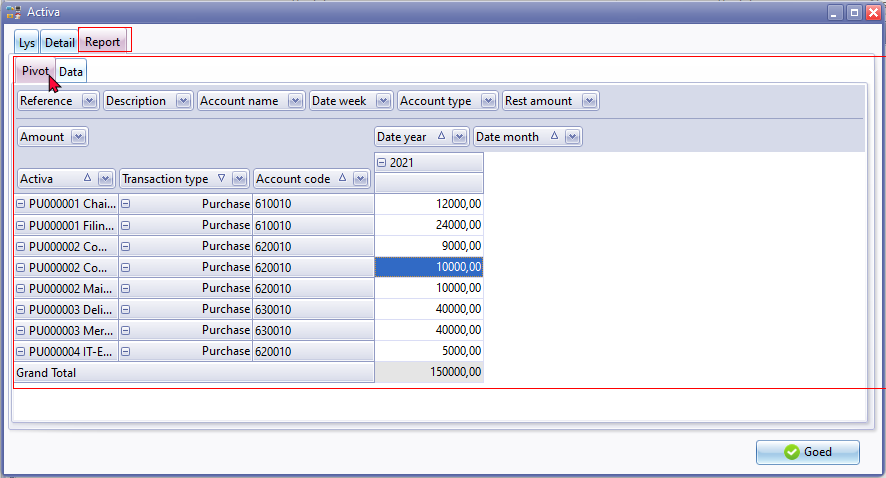 Activa
Lys Detail Report
Pivot Data
Reference Description Account name Date week Account type Rest amount
Amount Date year Date month
2021
Activa Transaction type Account code
PU000001 Chai... Purchase 610010 12000,00
PU000001 Filin... Purchase 610010 24000,00
PU000002 Co... Purchase 620010 9000,00
PU000002 Co... Purchase 620010 10000,00
PU000002 Mai... Purchase 620010 10000,00
PU000003 Deli... Purchase 630010 40000,00
PU000003 Mer... Purchase 630010 40000,00
PU000004 IT-E... Purchase 620010 5000,00
Grand Total 150000,00
Goed